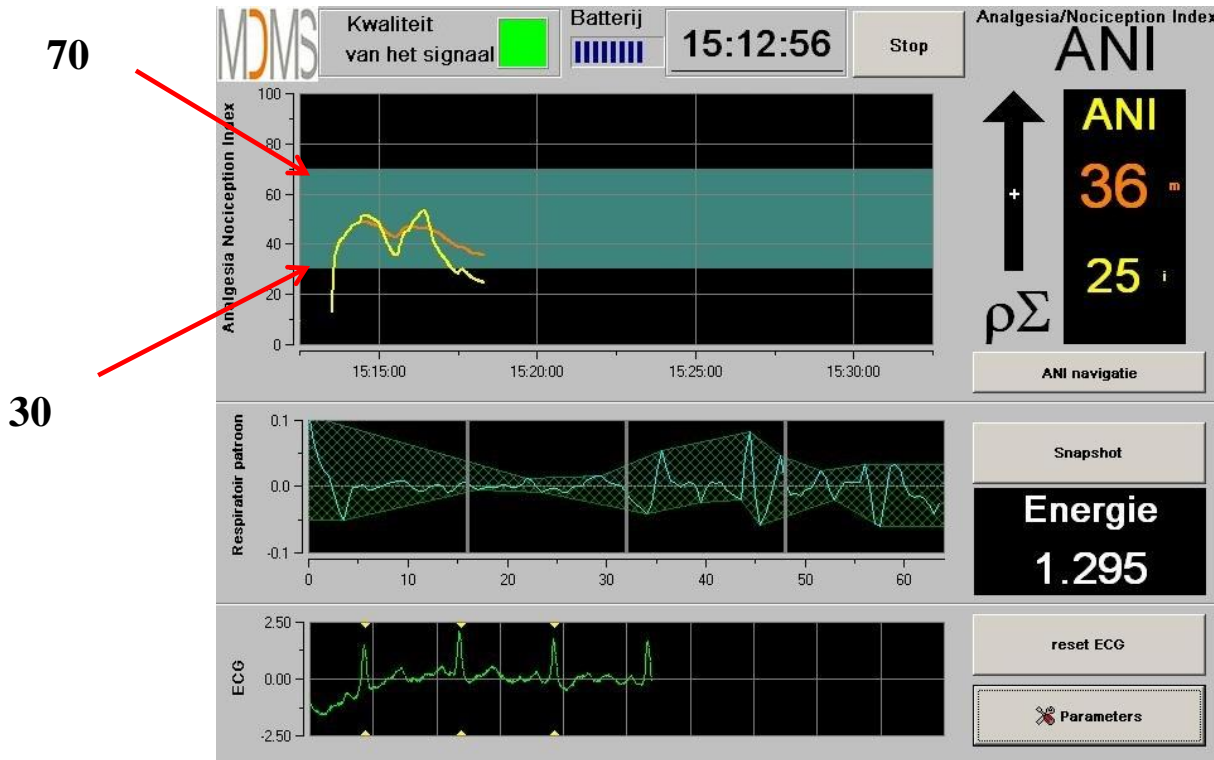 70
30
MDMS
Kwaliteit
van het signaal
Batterij
15:12:56
Stop
Analgesia/Nociception Index
ANI
Analgesia Nociception Index
100
80
60
40
20
0
15:15:00 15:20:00 15:25:00 15:30:00
+
ρΣ
ANI
36 m
25 i
ANI navigatie
Respiratoir patroon
0.1
0.0
-0.1
0 10 20 30 40 50 60
Snapshot
Energie
1.295
ECG
2.50
0.00
-2.50
reset ECG
Parameters